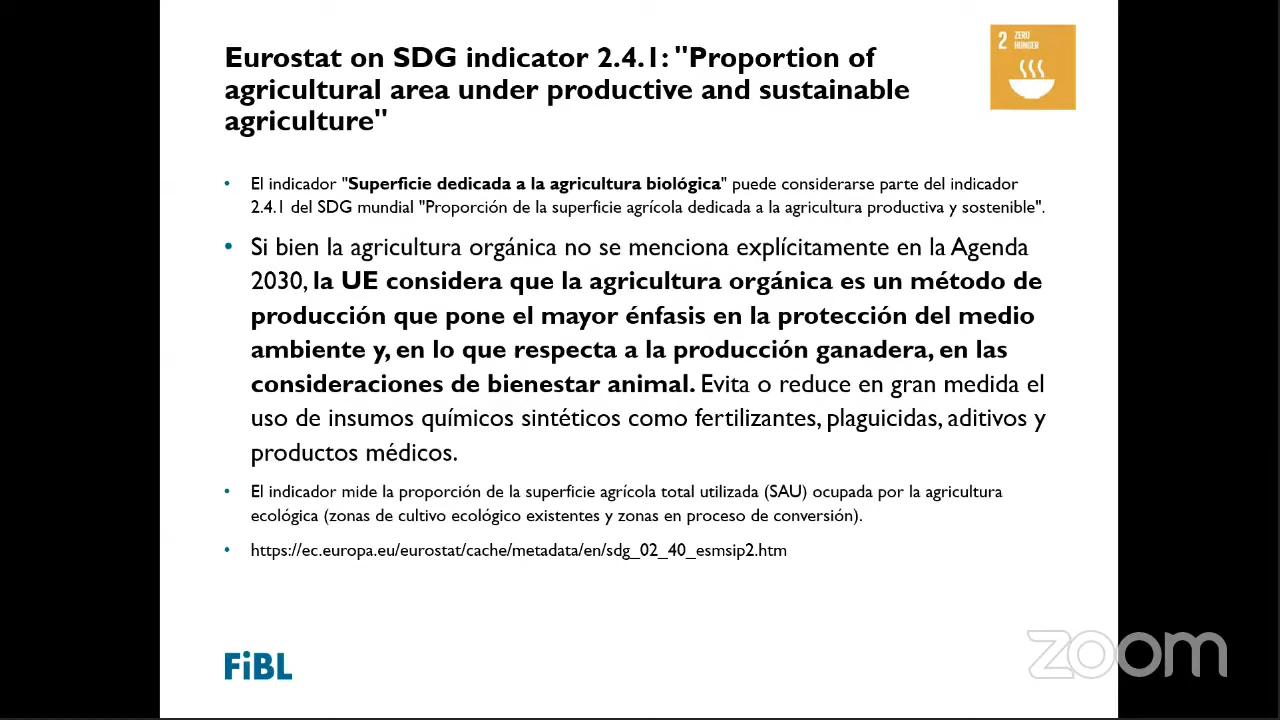 Eurostat on SDG indicator 2.4.1: "Proportion of
agricultural area under productive and sustainable
agriculture"
2 ZERO
HUNGER
• El indicador "Superficie dedicada a la agricultura biológica" puede considerarse parte del indicador
2.4.1 del SDG mundial "Proporción de la superficie agrícola dedicada a la agricultura productiva y sostenible".
• Si bien la agricultura orgánica no se menciona explícitamente en la Agenda
2030, la UE considera que la agricultura orgánica es un método de
producción que pone el mayor énfasis en la protección del medio
ambiente y, en lo que respecta a la producción ganadera, en las
consideraciones de bienestar animal. Evita o reduce en gran medida el
uso de insumos químicos sintéticos como fertilizantes, plaguicidas, aditivos y
productos médicos.
• El indicador mide la proporción de la superficie agrícola total utilizada (SAU) ocupada por la agricultura
ecológica (zonas de cultivo ecológico existentes y zonas en proceso de conversión).
• https://ec.europa.eu/eurostat/cache/metadata/en/sdg_02_40_esmsip2.htm
FiBL
zoom